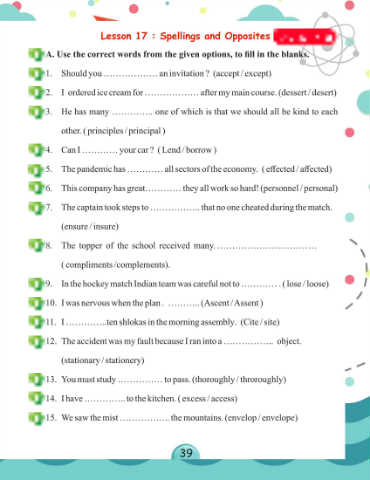 Lesson 17 : Spellings and Opposites
A. Use the correct words from the given options, to fill in the blanks.
1. Should you .................. an invitation ? (accept / except)
2. I ordered ice cream for .................. after my main course. (dessert / desert)
3. He has many .............. one of which is that we should all be kind to each
other. ( principles / principal )
4. Can I ............ your car ? ( Lend / borrow )
5. The pandemic has ............ all sectors of the economy. ( effected / affected)
6. This company has great ............ they all work so hard! (personnel / personal)
7. The captain took steps to ................. that no one cheated during the match.
(ensure / insure)
8. The topper of the school received many. ..................................
( compliments / complements).
9. In the hockey match Indian team was careful not to ............. ( lose / loose)
10. I was nervous when the plan . ........... (Ascent / Assent )
11. I ..............ten shlokas in the morning assembly. (Cite / site)
12. The accident was my fault because I ran into a ................. object.
(stationary / stationery)
13. You must study ............... to pass. (thoroughly / throroughly)
14. I have .............. to the kitchen. ( excess / access)
15. We saw the mist ................. the mountains. (envelop / envelope)
39